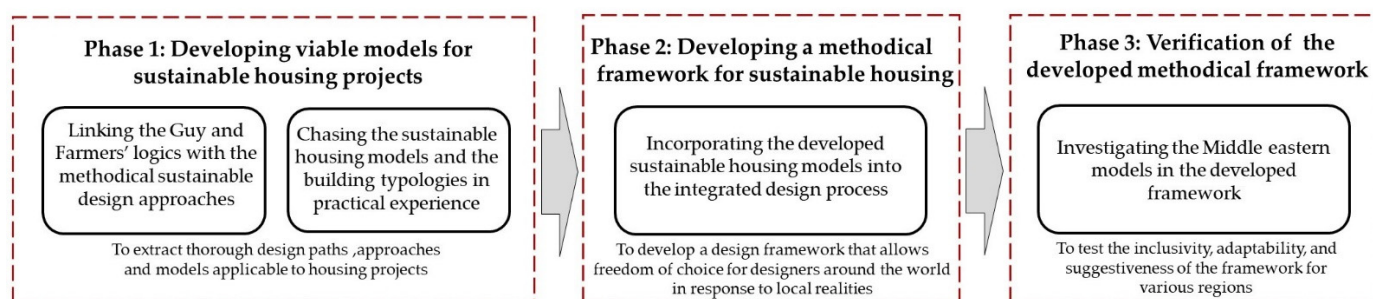 Phase 1: Developing viable models for
sustainable housing projects
Linking the Guy and
Farmers' logics with the
methodical sustainable
design approaches
Chasing the sustainable
housing models and the
building typologies in
practical experience
To extract thorough design paths ,approaches
and models applicable to housing projects
Phase 2: Developing a methodical
framework for sustainable housing
Incorporating the developed
sustainable housing models into
the integrated design process
To develop a design framework that allows
freedom of choice for designers around the world
in response to local realities
Phase 3: Verification of the
developed methodical framework
Investigating the Middle eastern
models in the developed
framework
To test the inclusivity, adaptability, and
suggestiveness of the framework for
various regions